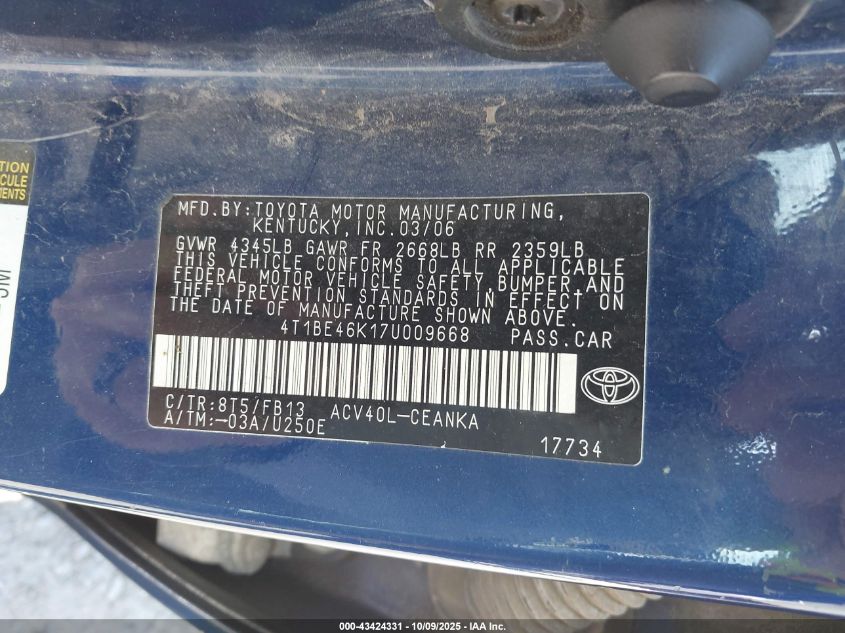 TION
CULE
MENTS
MFD.BY:TOYOTA MOTOR MANUFACTURING,
KENTUCKY, INC.03/06
GVWR 4345LB GAWR FR 2668LB RR 2359LB
THIS VEHICLE CONFORMS TO ALL APPLICABLE
FEDERAL MOTOR VEHICLE SAFETY,BUMPER,AND
THEFT PREVENTION STANDARDS IN EFFECT ON
THE DATE OF MANUFACTURE SHOWN ABOVE.
4T1BE46K17U009668 PASS.CAR
C/TR:8T5/FB13 ACV40L-CEANKA
A/TM:-03A/U250E
17734
000-43424331 - 10/09/2025 - IAA Inc.